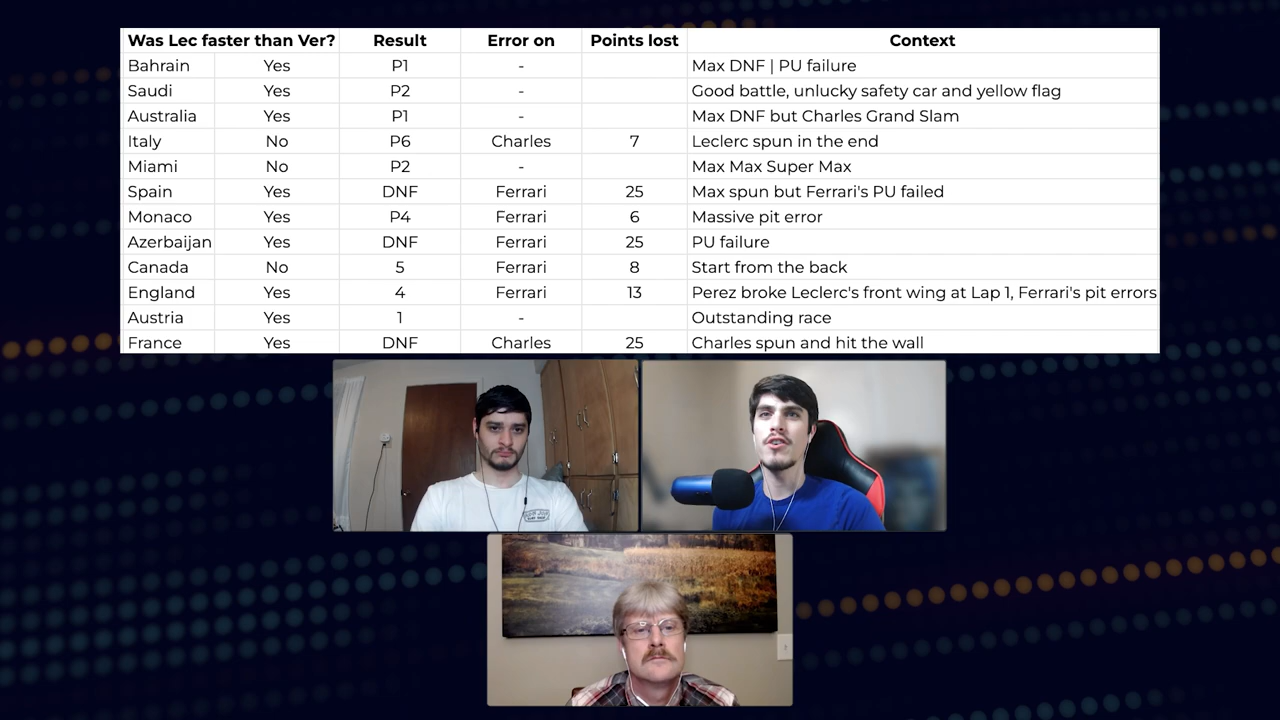 Was Lec faster than Ver? Result Error on Points lost Context
Bahrain Yes P1 - Max DNF | PU failure
Saudi Yes P2 - Good battle, unlucky safety car and yellow flag
Australia Yes P1 - Max DNF but Charles Grand Slam
Italy No P6 Charles 7 Leclerc spun in the end
Miami No P2 - Max Max Super Max
Spain Yes DNF Ferrari 25 Max spun but Ferrari's PU failed
Monaco Yes P4 Ferrari 6 Massive pit error
Azerbaijan Yes DNF Ferrari 25 PU failure
Canada No 5 Ferrari 8 Start from the back
England Yes 4 Ferrari 13 Perez broke Leclerc's front wing at Lap 1, Ferrari's pit errors
Austria Yes 1 - Outstanding race
France Yes DNF Charles 25 Charles spun and hit the wall